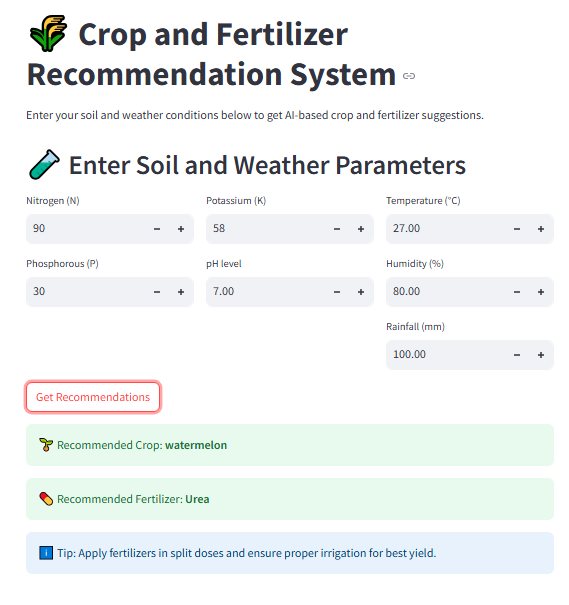 Crop and Fertilizer
Recommendation System
Enter your soil and weather conditions below to get AI-based crop and fertilizer suggestions.
Enter Soil and Weather Parameters
Nitrogen (N)
90
Potassium (K)
58
Temperature (°C)
27.00
Phosphorous (P)
30
pH level
7.00
Humidity (%)
80.00
Rainfall (mm)
100.00
Get Recommendations
Recommended Crop: watermelon
Recommended Fertilizer: Urea
Tip: Apply fertilizers in split doses and ensure proper irrigation for best yield.